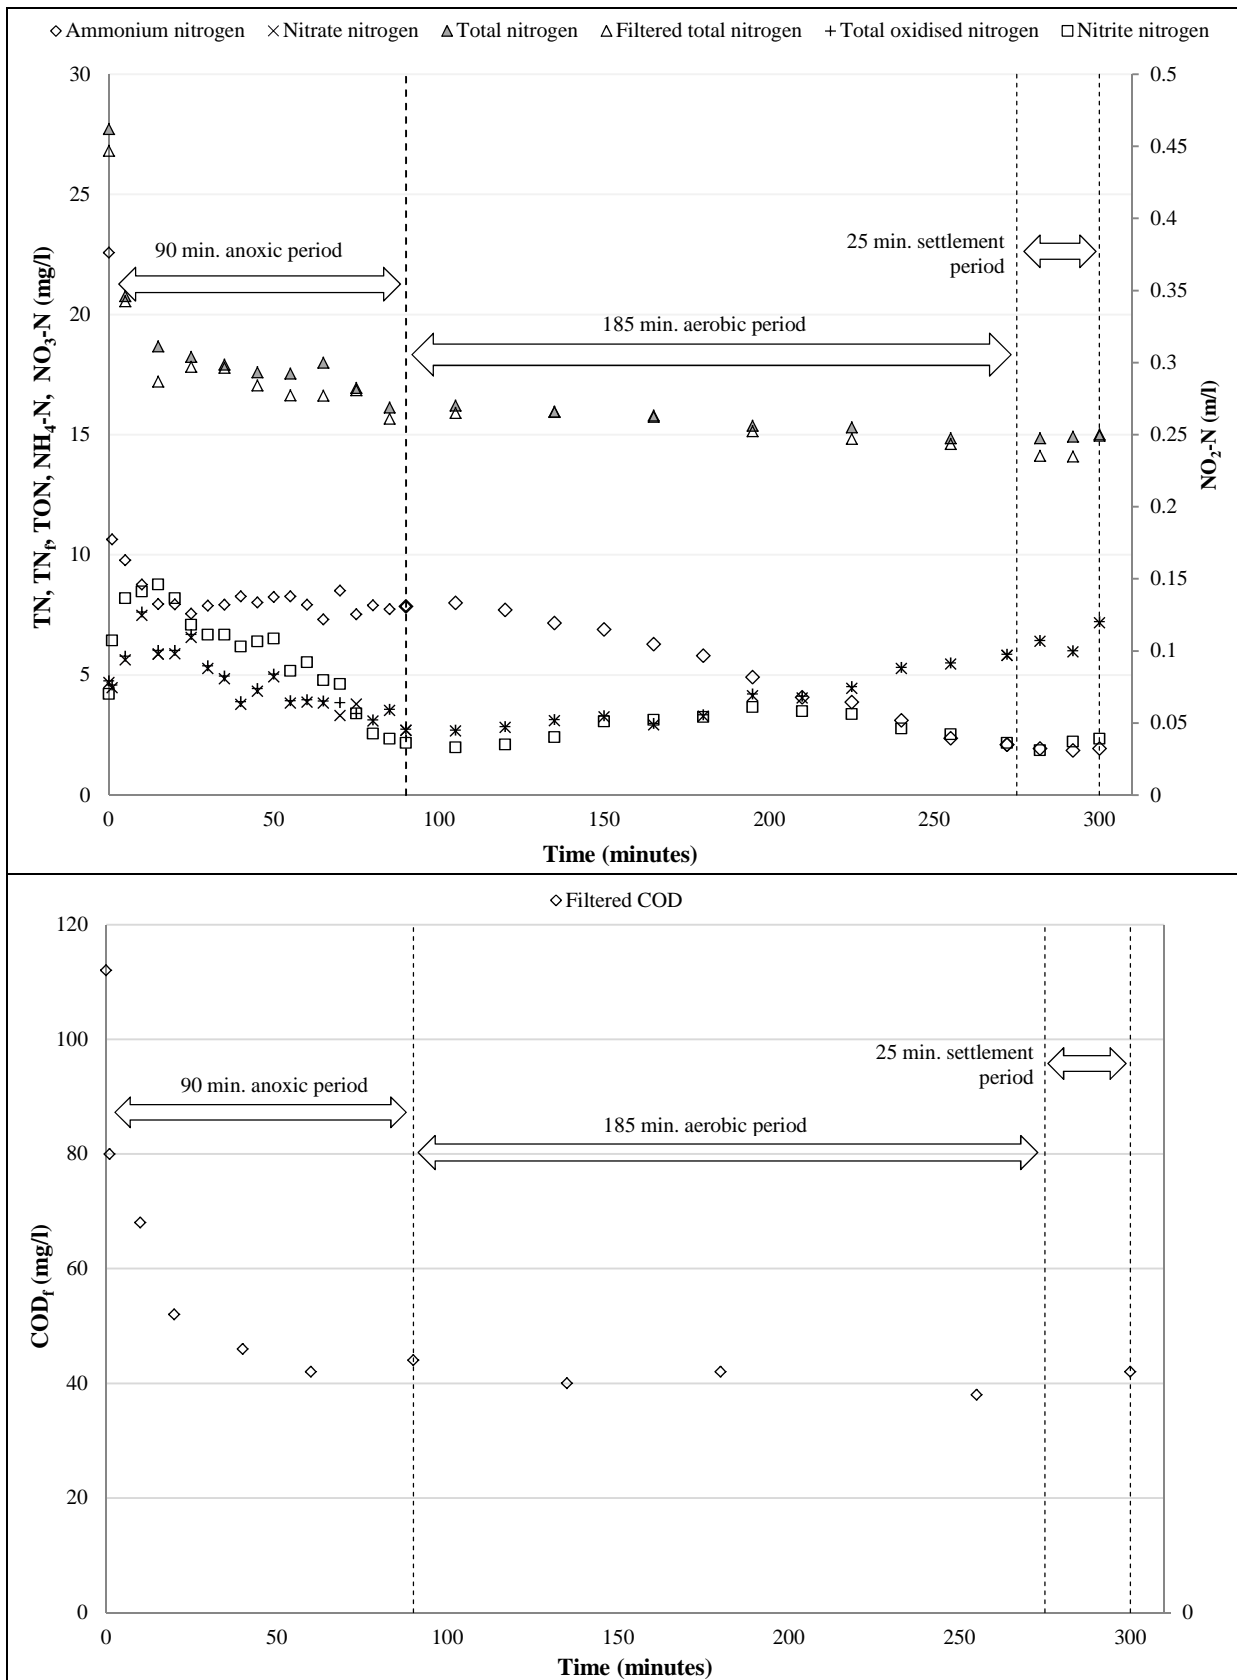 Ammonium nitrogen Nitrate nitrogen Total nitrogen Filtered total nitrogen Total oxidised nitrogen Nitrite nitrogen
30
25
20
15
10
5
0
TN, TNf, TON, NH4-N, NO3-N (mg/l)
90 min. anoxic period
185 min. aerobic period
25 min. settlement
period
0.5
0.45
0.4
0.35
0.3
0.25
0.2
0.15
0.1
0.05
0
NO2-N (m/l)
0 50 100 150 200 250 300
Time (minutes)
Filtered COD
120
100
80
60
40
20
0
CODf (mg/l)
90 min. anoxic period
185 min. aerobic period
25 min. settlement
period
0
0 50 100 150 200 250 300
Time (minutes)